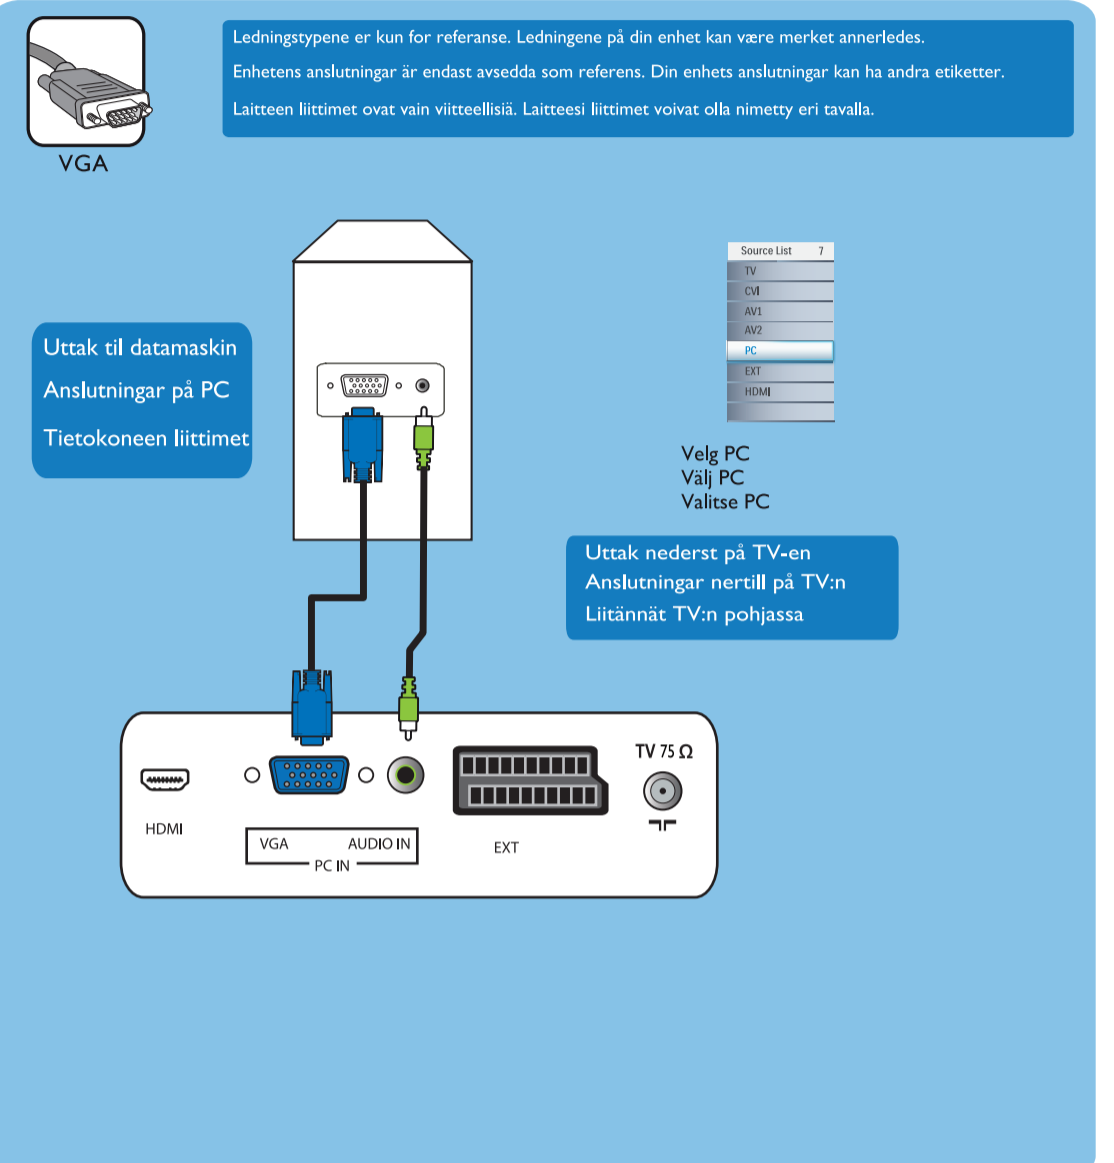 Ledningstypene er kun for referanse. Ledningene på din enhet kan være merket annerledes.
Enhetens anslutningar är endast avsedda som referens. Din enhets anslutningar kan ha andra etiketter.
Laitteen liittimet ovat vain viitteellisiä. Laitteesi liittimet voivat olla nimetty eri tavalla.
VGA
Source List 7
TV
CVI
AV1
AV2
PC
EXT
HDMI
Uttak til datamaskin
Anslutningar på PC
Tietokoneen liittimet
Velg PC
Välj PC
Valitse PC
Uttak nederst på TV-en
Anslutningar nertill på TV:n
Liitännät TV:n pohjassa
TV 75 Ω
HDMI
VGA AUDIO IN
PC IN
EXT